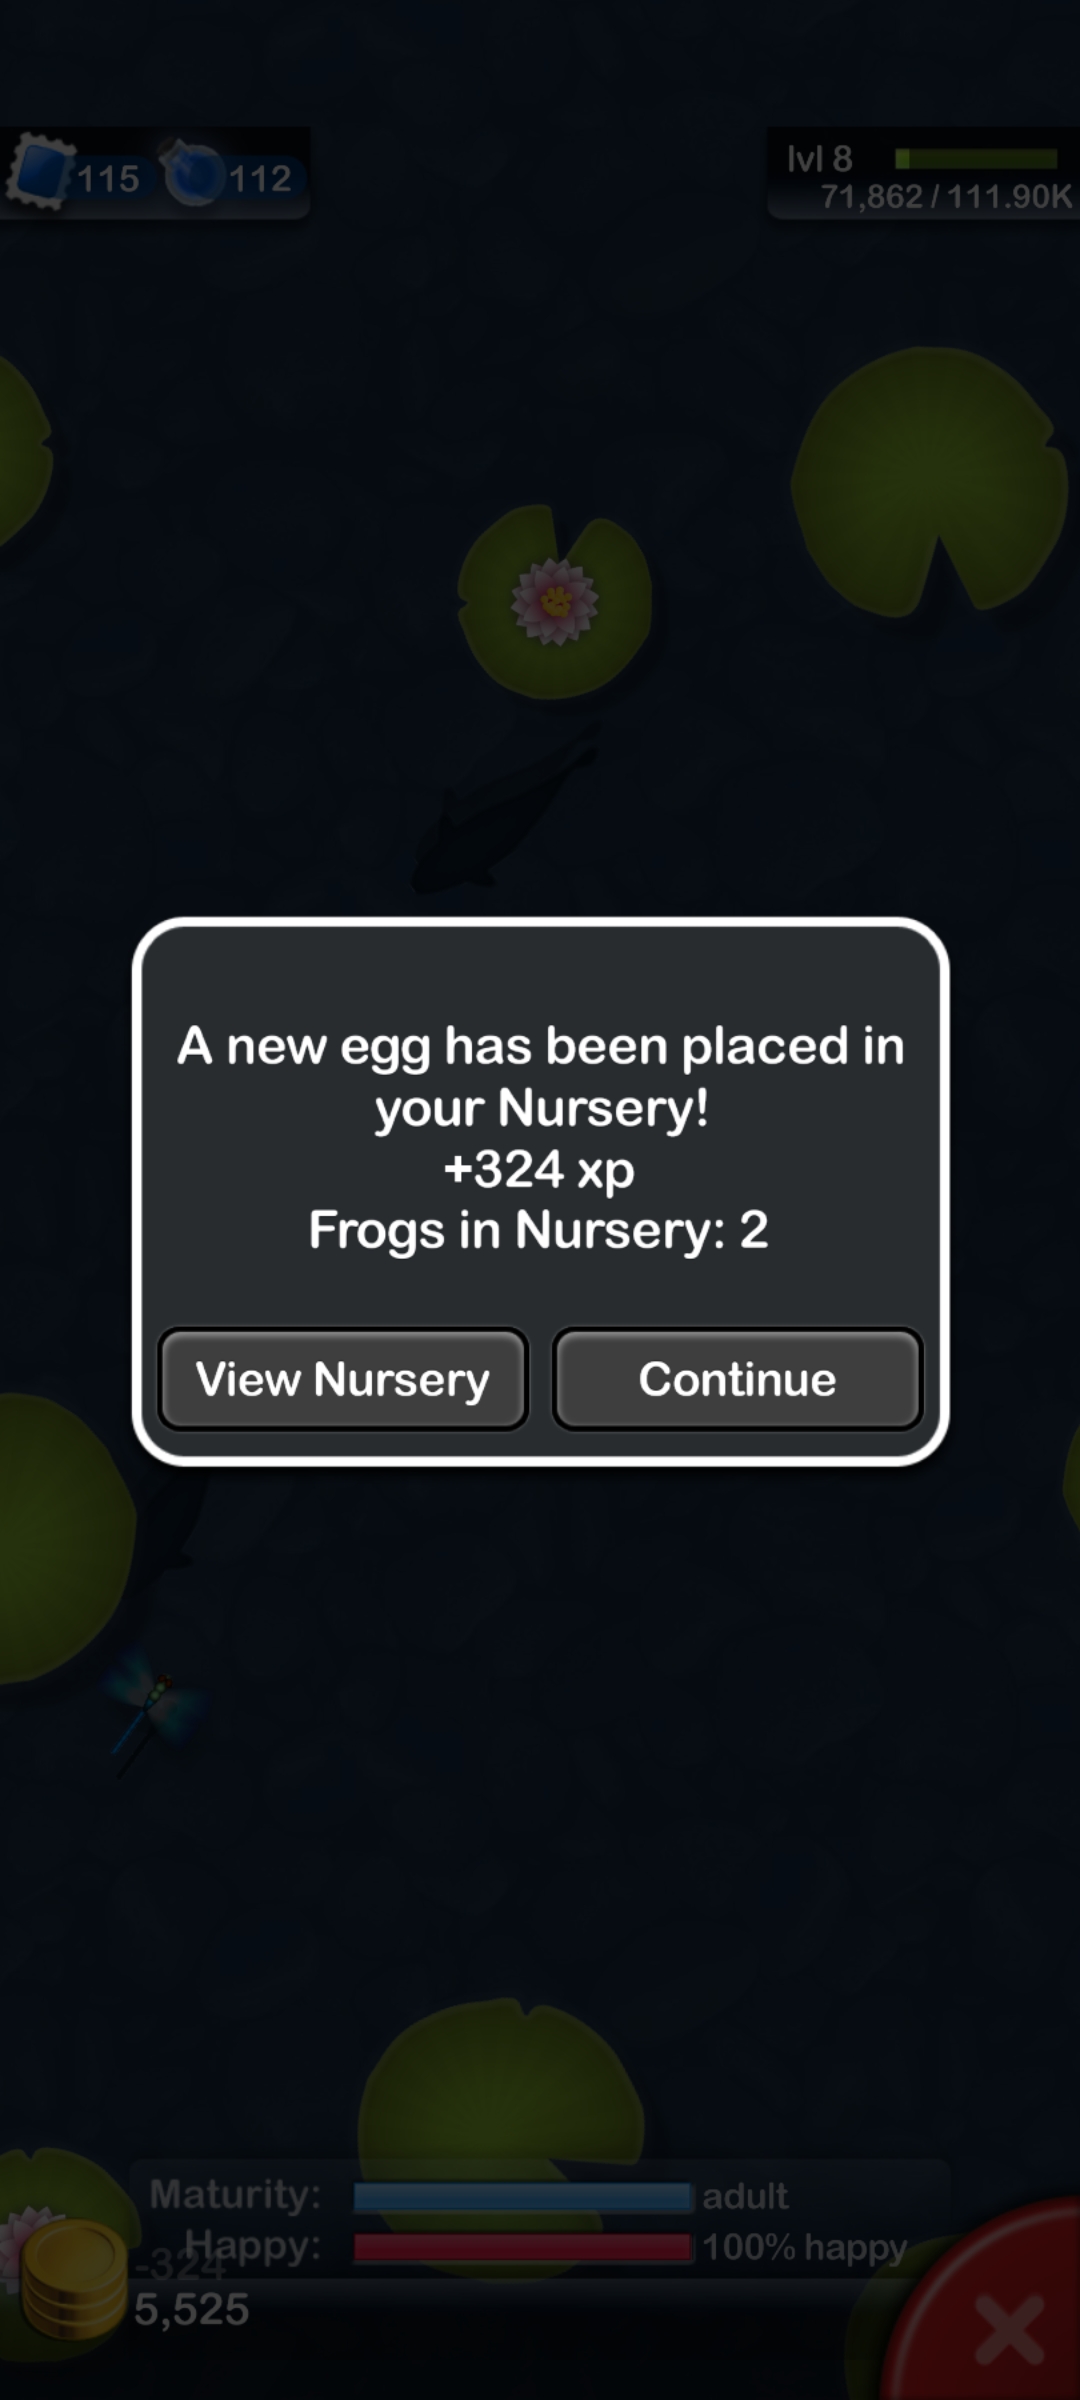 115 112
lvl 8
71,862 / 111.90K
A new egg has been placed in
your Nursery!
+324 xp
Frogs in Nursery: 2
View Nursery Continue
Maturity: adult
Happy: 100% happy
-324
5,525